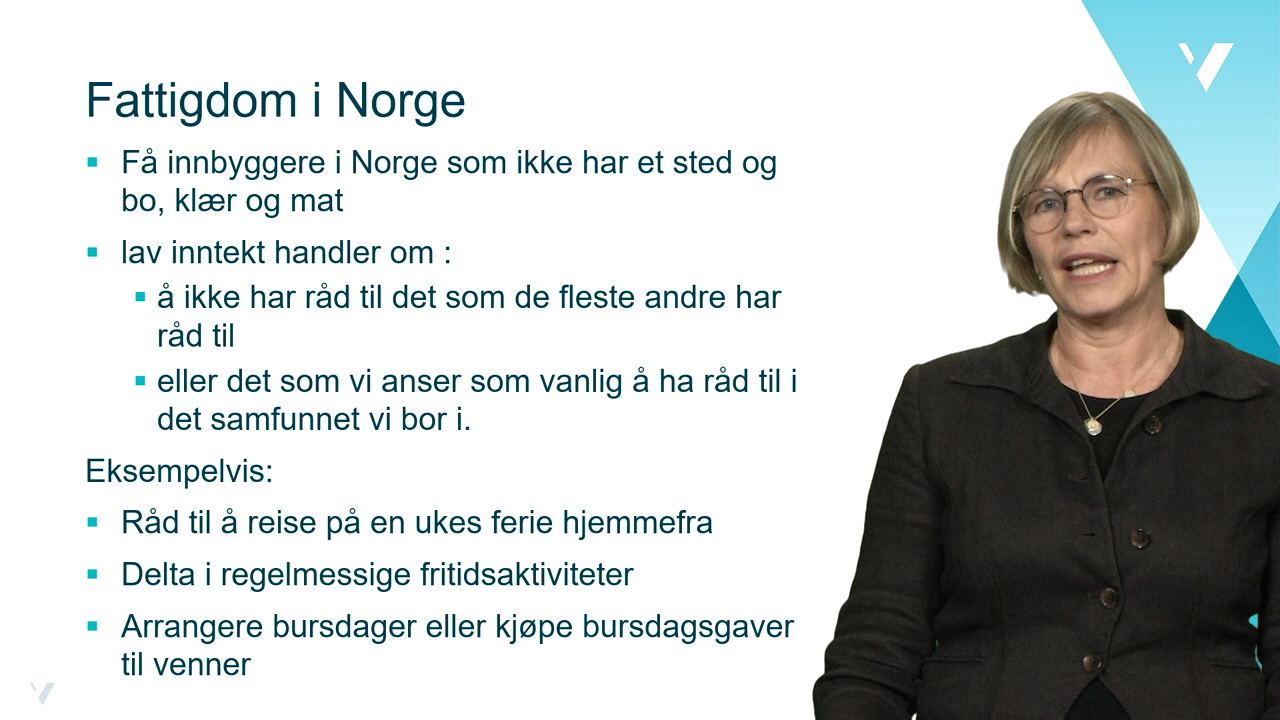 Fattigdom i Norge
▪ Få innbyggere i Norge som ikke har et sted og
bo, klær og mat
▪ lav inntekt handler om :
▪ å ikke har råd til det som de fleste andre har
råd til
▪ eller det som vi anser som vanlig å ha råd til i
det samfunnet vi bor i.
Eksempelvis:
▪ Råd til å reise på en ukes ferie hjemmefra
▪ Delta i regelmessige fritidsaktiviteter
▪ Arrangere bursdager eller kjøpe bursdagsgaver
til venner